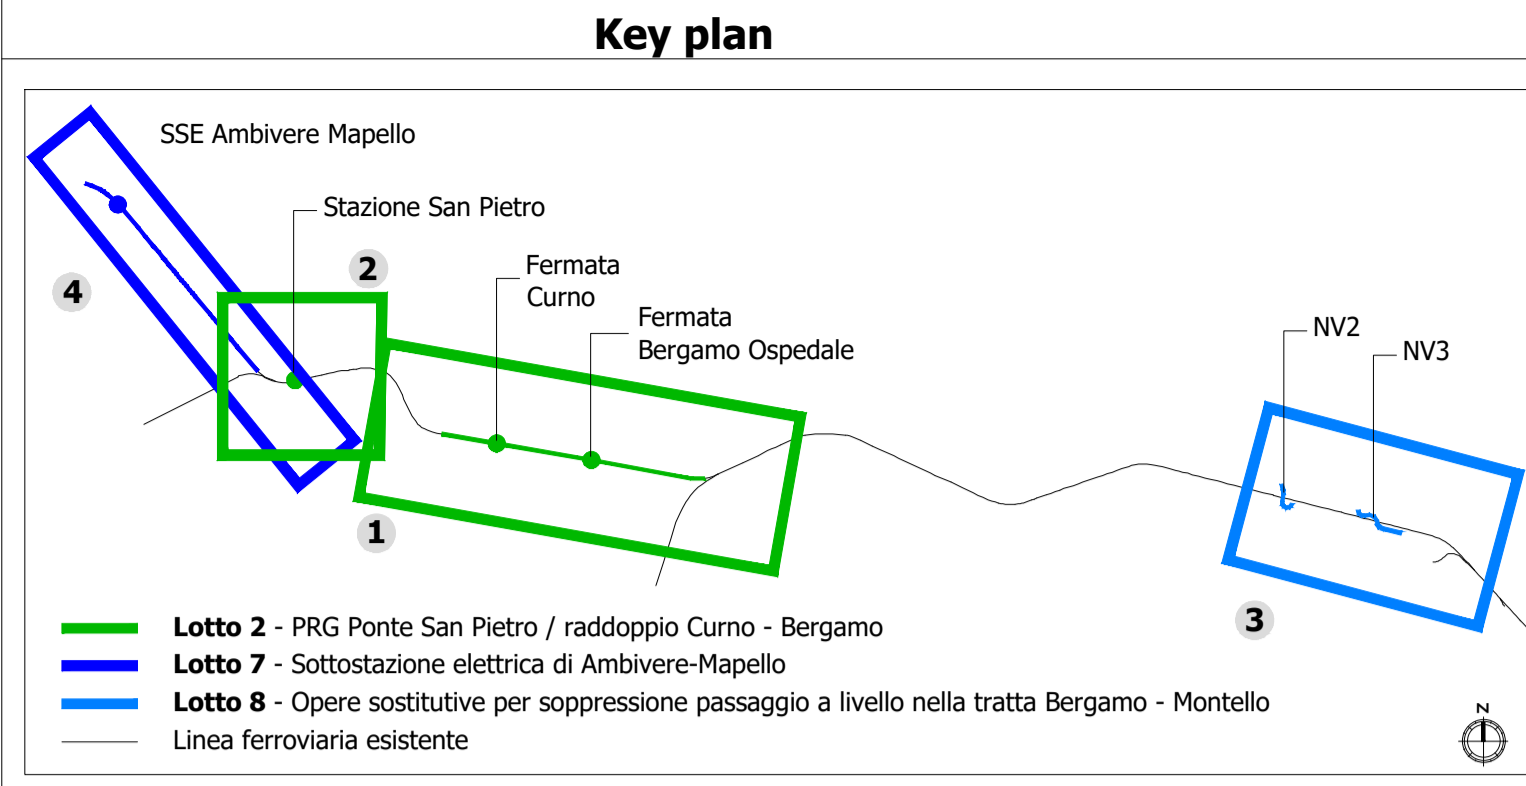 Key plan
SSE Ambivere Mapello
Stazione San Pietro
2
4
Fermata
Curno
Fermata
Bergamo Ospedale
NV2
NV3
1
3
Lotto 2 - PRG Ponte San Pietro / raddoppio Curno - Bergamo
Lotto 7 - Sottostazione elettrica di Ambivere-Mapello
Lotto 8 - Opere sostitutive per soppressione passaggio a livello nella tratta Bergamo - Montello
Linea ferroviaria esistente
N